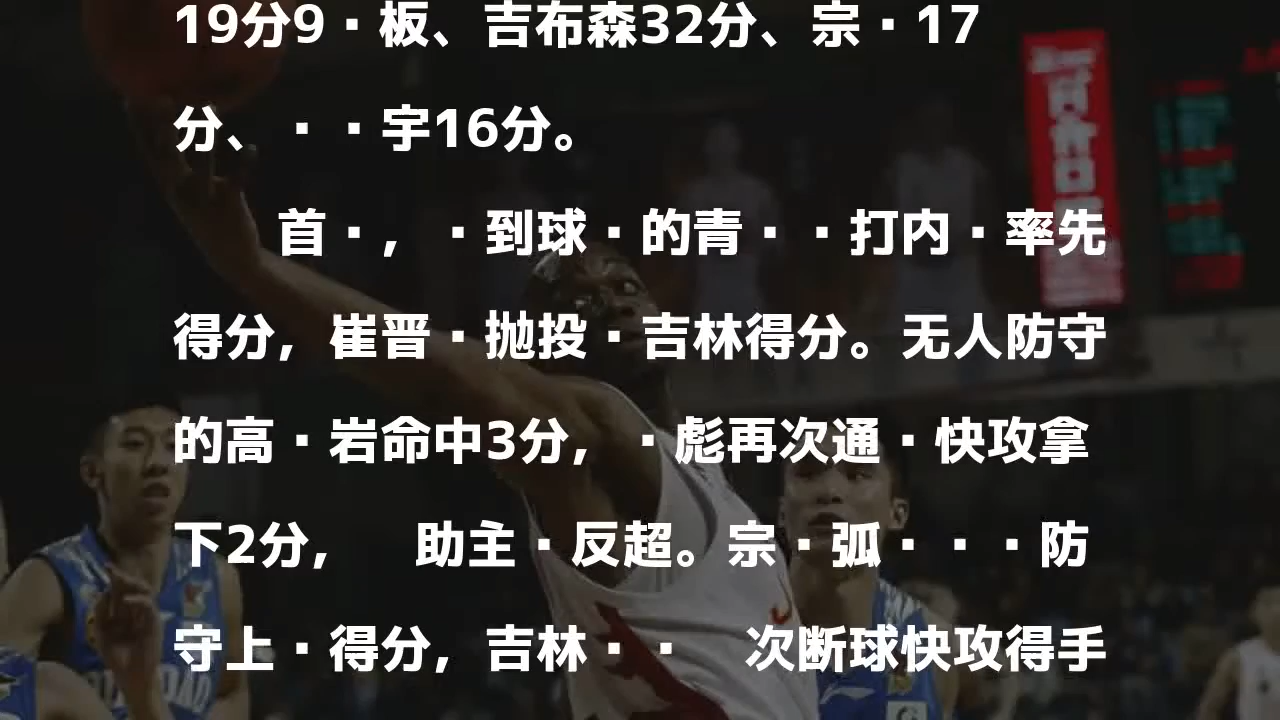 19分9·板、吉布森32分、宗·17
分、··宇16分。
首·，·到球·的青··打内·率先
得分，崔晋·抛投·吉林得分。无人防守
的高·岩命中3分，·彪再次通·快攻拿
下2分，　助主·反超。宗·弧···防
守上·得分，吉林··　次断球快攻得手